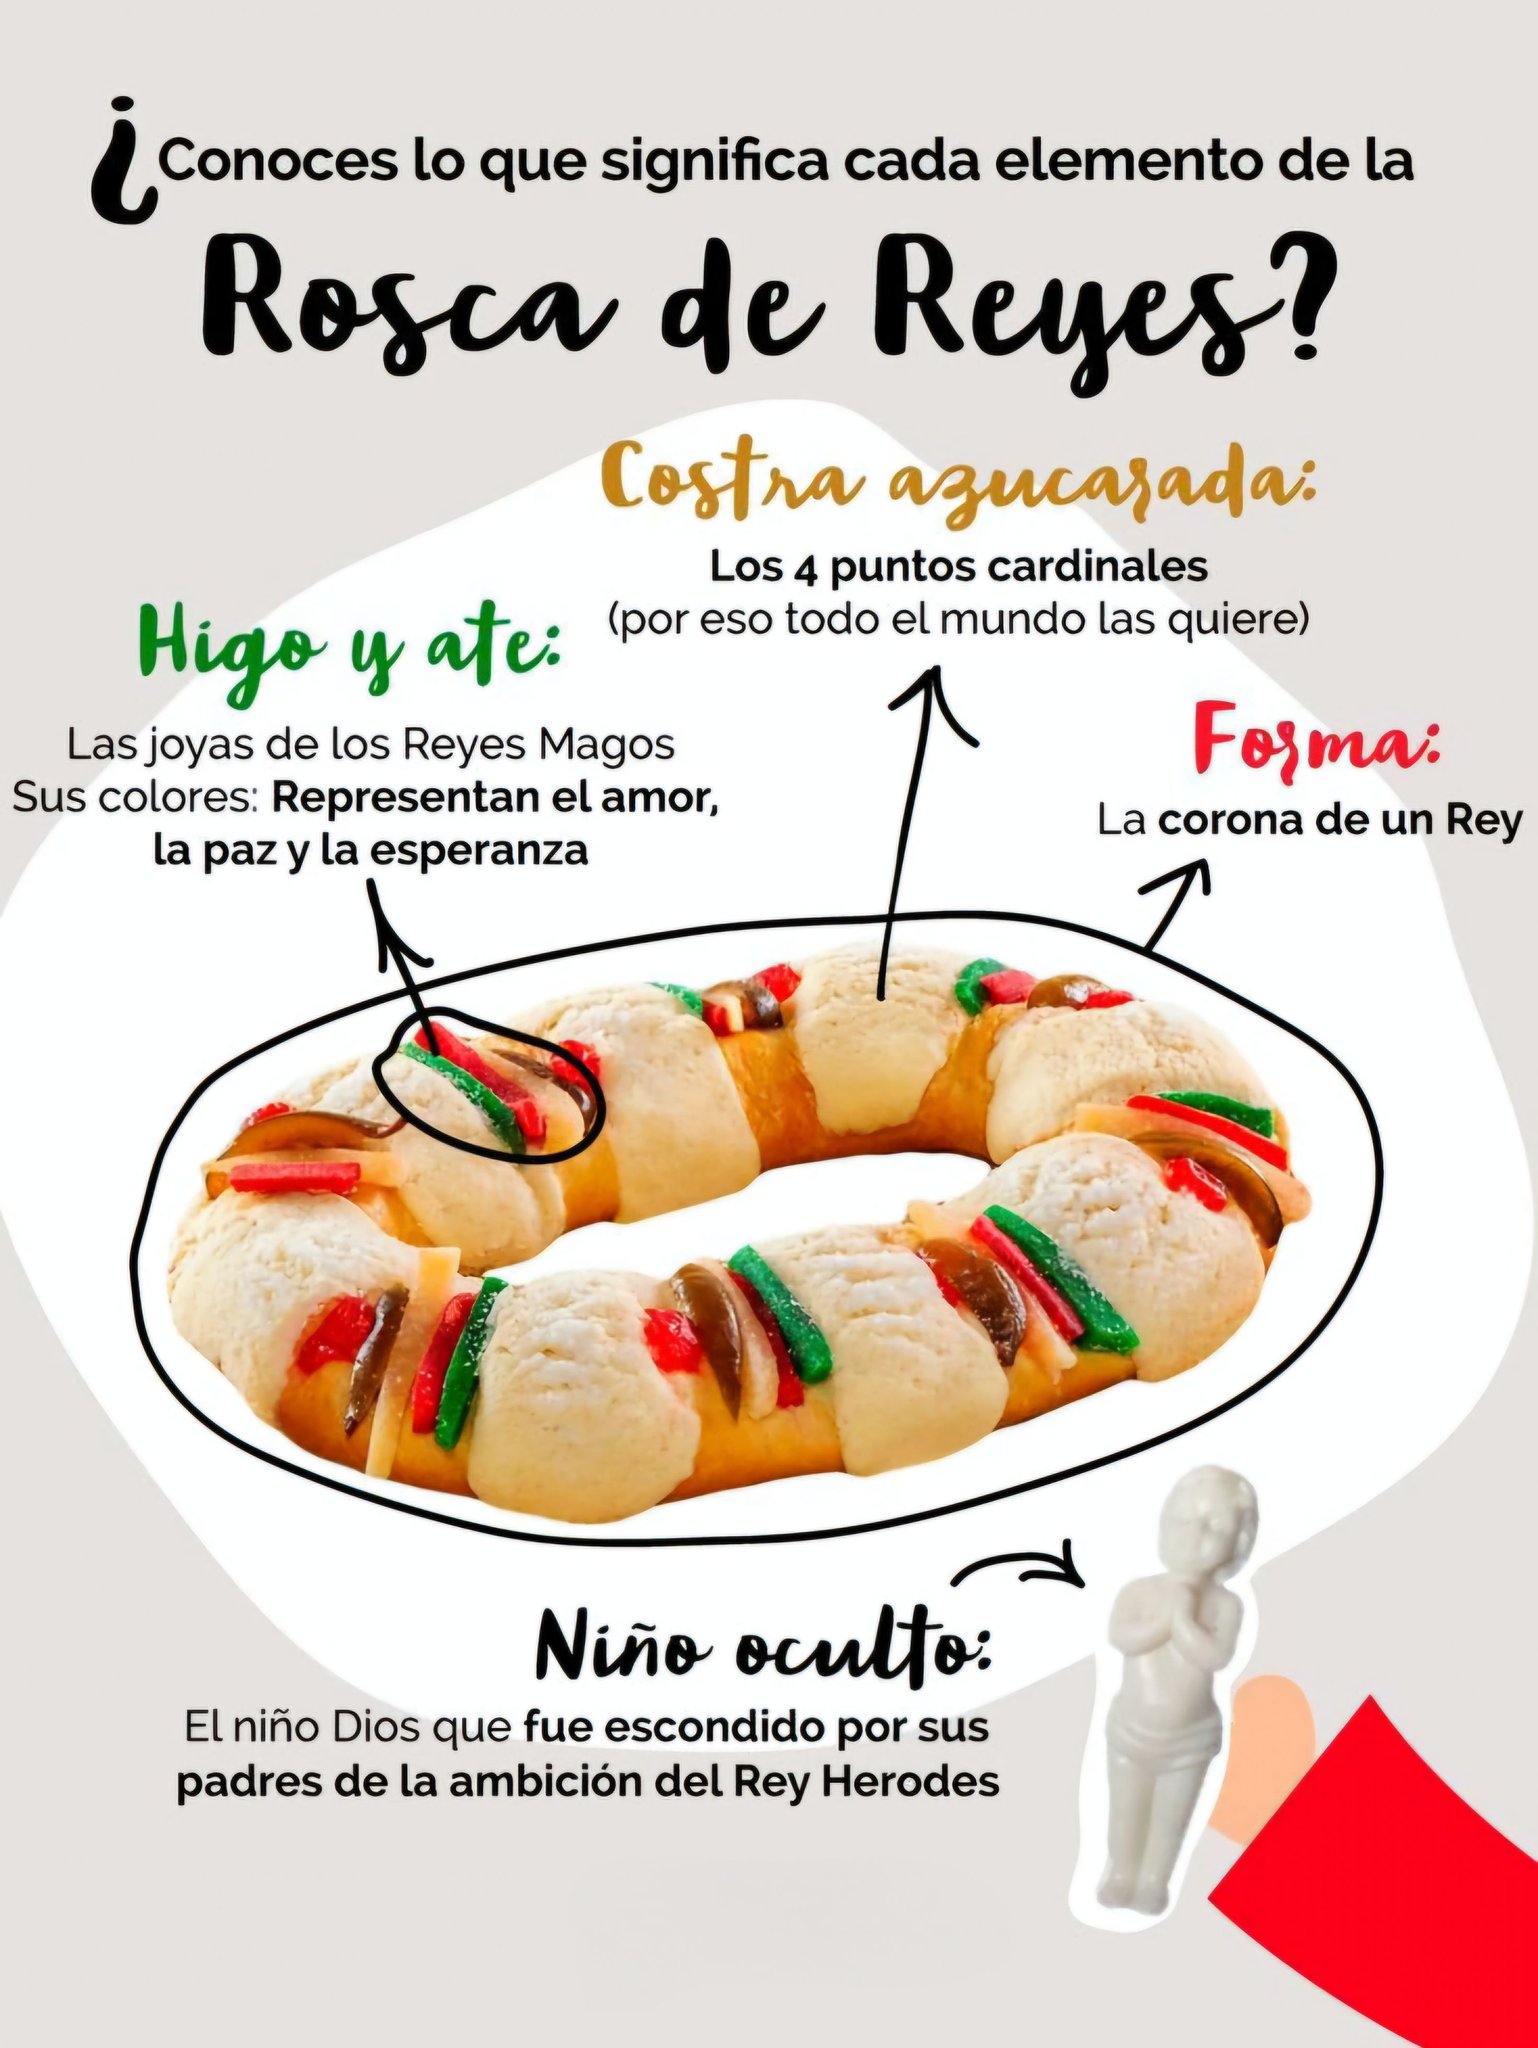 ¿Conoces lo que significa cada elemento de la
Rosca de Reyes?
Costra azucarada:
Los 4 puntos cardinales
(por eso todo el mundo las quiere)
Higo y ate:
Las joyas de los Reyes Magos
Sus colores: Representan el amor,
la paz y la esperanza
Forma:
La corona de un Rey
Niño oculto:
El niño Dios que fue escondido por sus
padres de la ambición del Rey Herodes